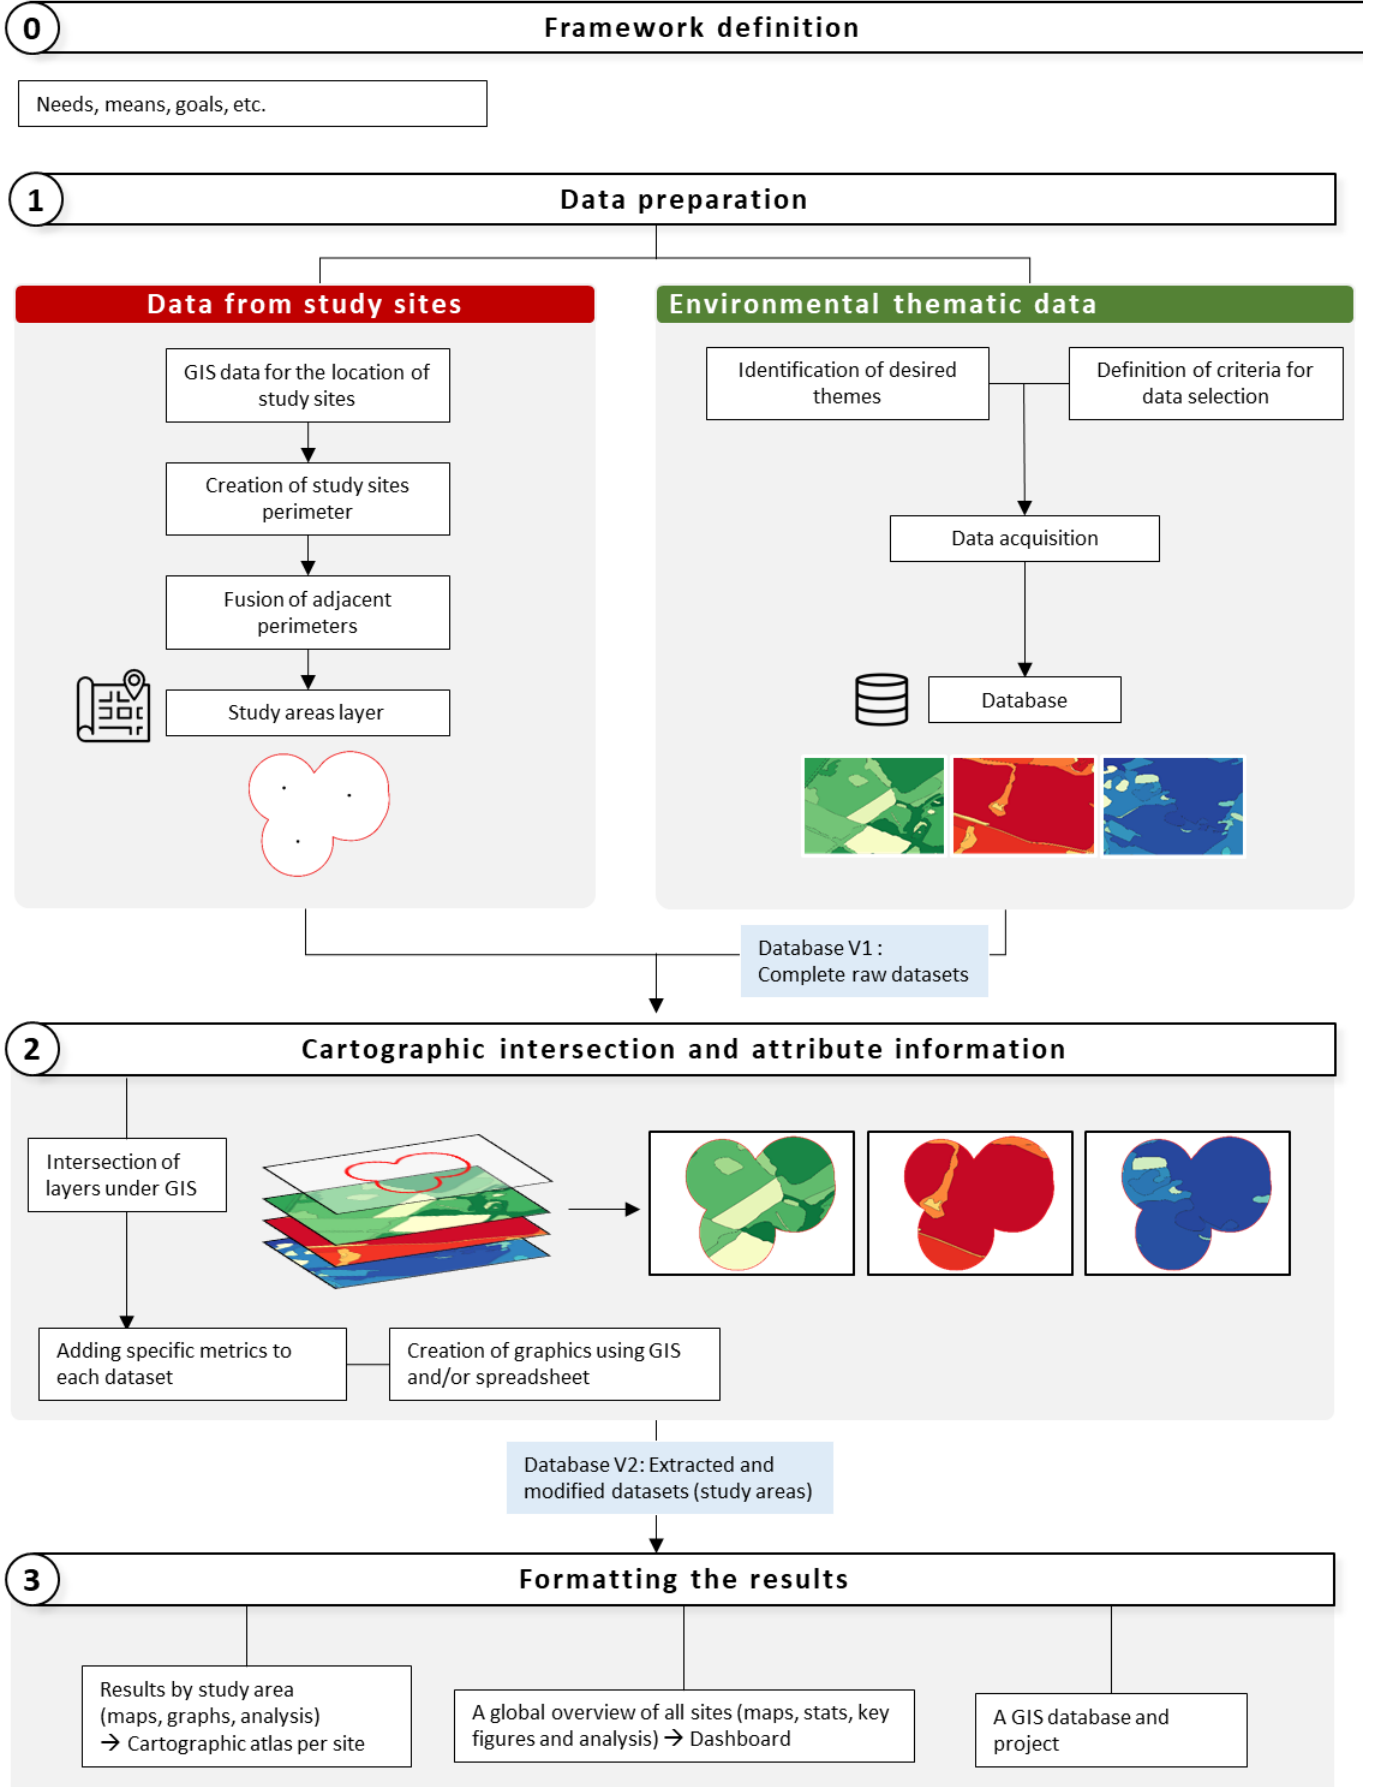 0
Framework definition
Needs, means, goals, etc.
1
Data preparation
Data from study sites
GIS data for the location of
study sites
Creation of study sites
perimeter
Fusion of adjacent
perimeters
Study areas layer
Environmental thematic data
Identification of desired
themes
Definition of criteria for
data selection
Data acquisition
Database
Database V1 :
Complete raw datasets
2
Cartographic intersection and attribute information
Intersection of
layers under GIS
Adding specific metrics to
each dataset
Creation of graphics using GIS
and/or spreadsheet
Database V2: Extracted and
modified datasets (study areas)
3
Formatting the results
Results by study area
(maps, graphs, analysis)
→ Cartographic atlas per site
A global overview of all sites (maps, stats, key
figures and analysis) → Dashboard
A GIS database and
project